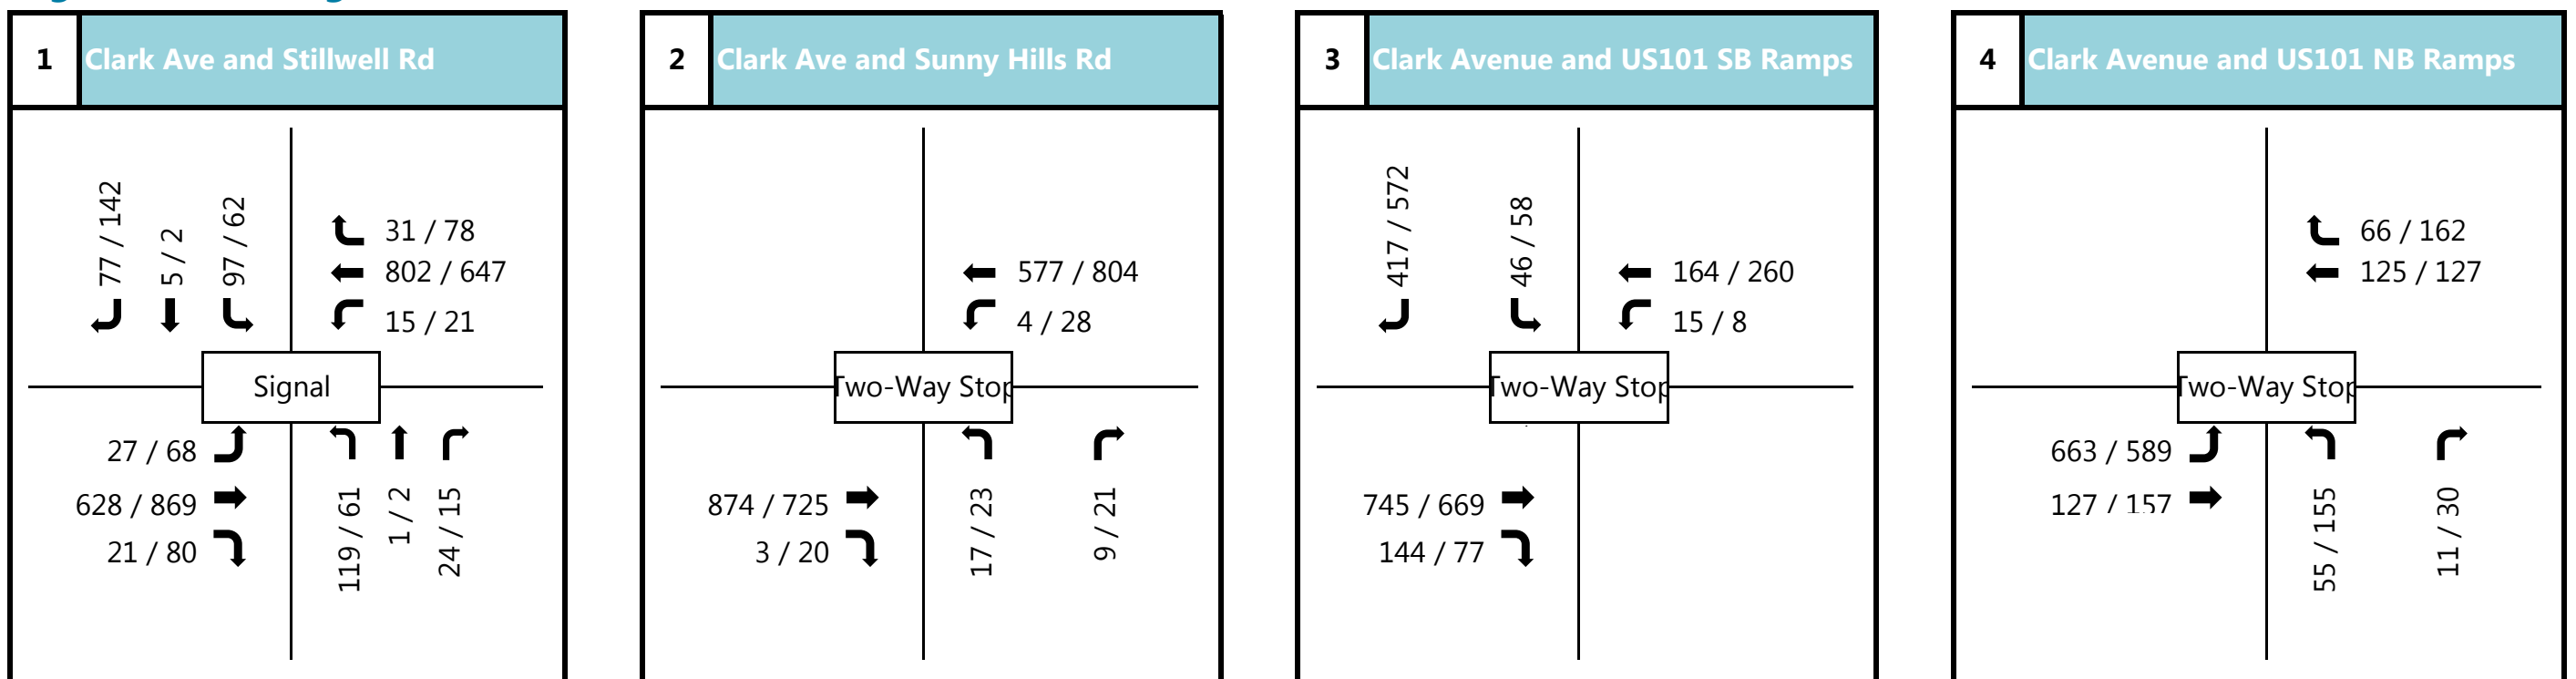 1 Clark Ave and Stillwell Rd
77 / 142
5 / 2
97 / 62
31 / 78
802 / 647
15 / 21
Signal
27 / 68
628 / 869
21 / 80
119 / 61
1 / 2
24 / 15
2 Clark Ave and Sunny Hills Rd
577 / 804
4 / 28
Two-Way Stop
874 / 725
3 / 20
17 / 23
9 / 21
3 Clark Avenue and US101 SB Ramps
417 / 572
46 / 58
164 / 260
15 / 8
Two-Way Stop
745 / 669
144 / 77
4 Clark Avenue and US101 NB Ramps
66 / 162
125 / 127
Two-Way Stop
663 / 589
127 / 157
55 / 155
11 / 30